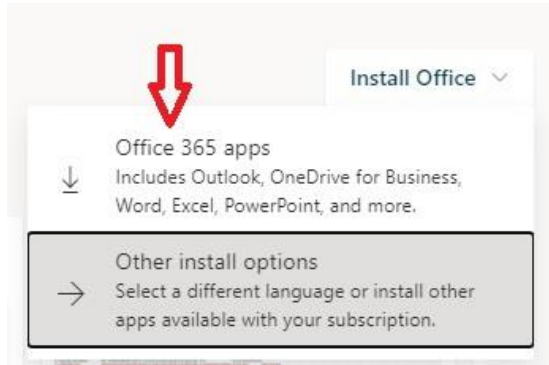 Install Office
Office 365 apps
Includes Outlook, OneDrive for Business,
Word, Excel, PowerPoint, and more.
Other install options
Select a different language or install other
apps available with your subscription.